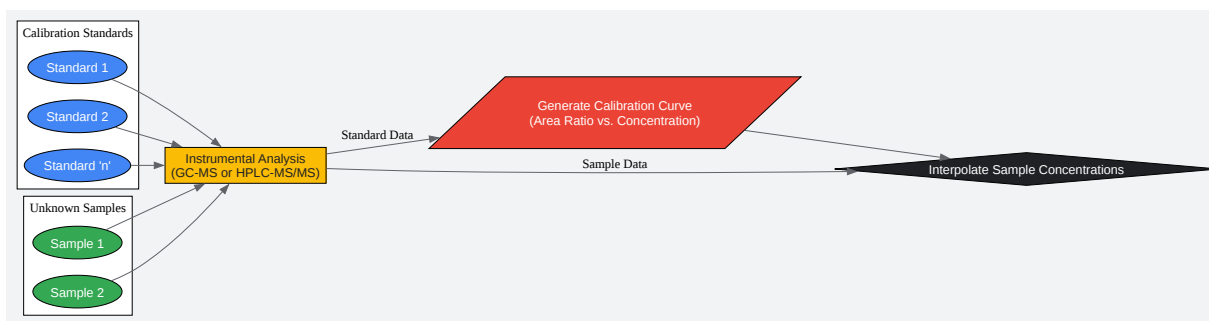 Calibration Standards
Standard 1
Standard 2
Standard 'n'
Unknown Samples
Sample 1
Sample 2
Instrumental Analysis
(GC-MS or HPLC-MS/MS)
Standard Data
Sample Data
Generate Calibration Curve
(Area Ratio vs. Concentration)
Interpolate Sample Concentrations